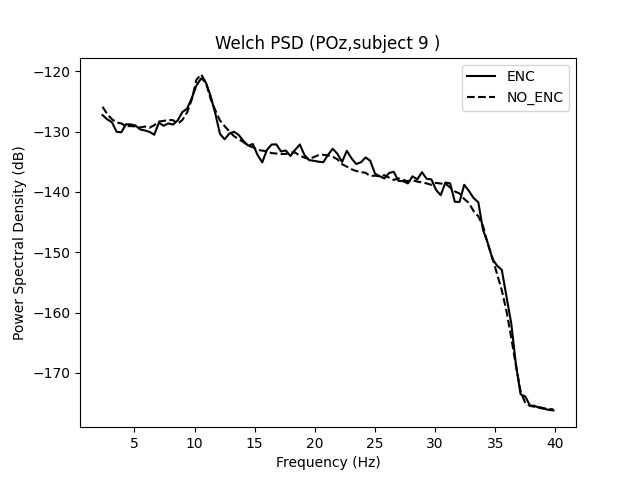 Welch PSD (POz,subject 9 )
ENC
NO_ENC
Power Spectral Density (dB)
−120
−130
−140
−150
−160
−170
5 10 15 20 25 30 35 40
Frequency (Hz)